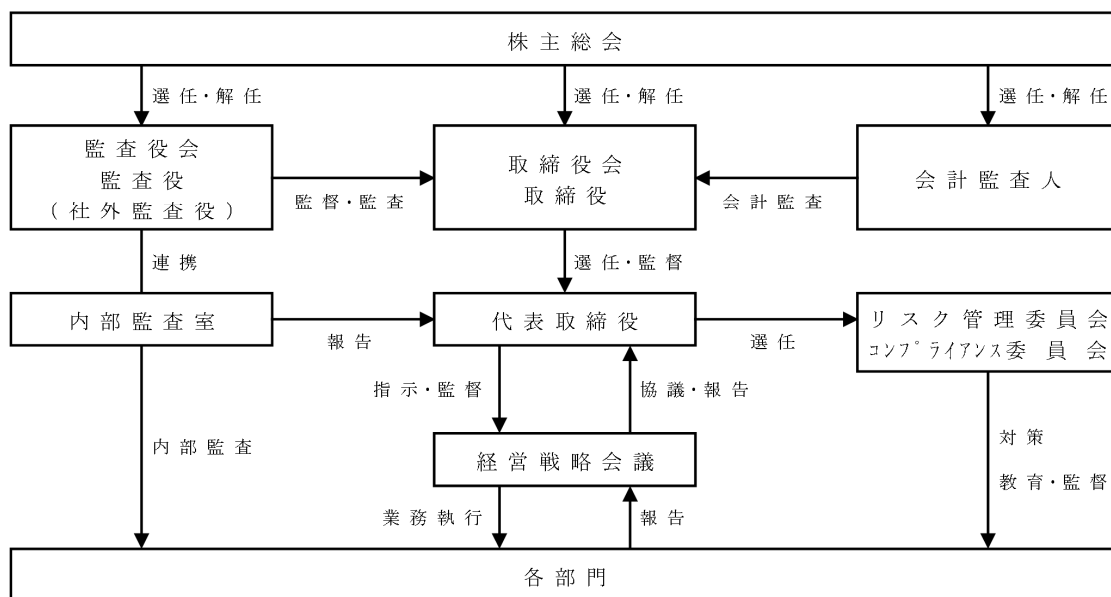 株主総会
選任・解任
選任・解任
選任・解任
監査役会
監査役
(社外監査役)
監督・監査
取締役会
取締役
会計監査
会計監査人
連携
選任・監督
内部監査室
報告
代表取締役
選任
リスク管理委員会
ｺﾝﾌﾟﾗｲｱﾝｽ委員会
指示・監督
協議・報告
内部監査
経営戦略会議
対策
教育・監督
業務執行
報告
各部門